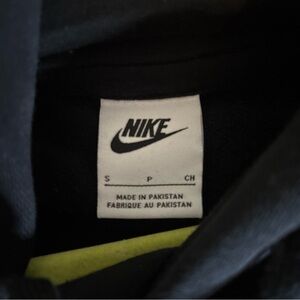 NIKE
S P CH
MADE IN PAKISTAN
FABRIQUE AU PAKISTAN